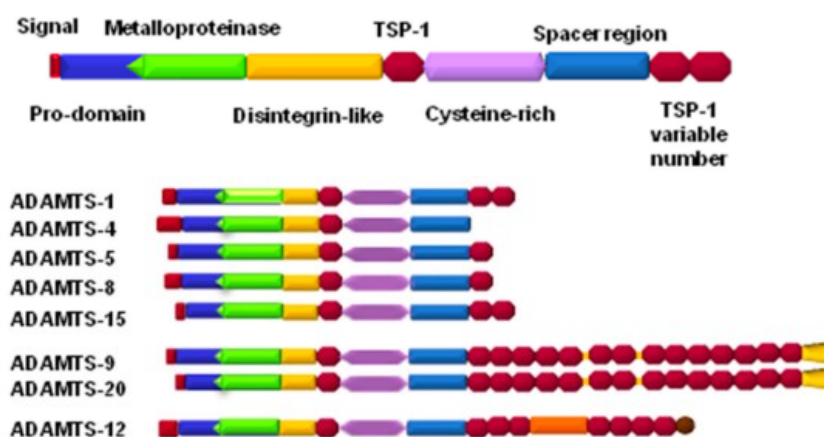 Signal
Metalloproteinase
TSP-1
Spacer region
Pro-domain
Disintegrin-like
Cysteine-rich
TSP-1
variable
number
ADAMTS-1
ADAMTS-4
ADAMTS-5
ADAMTS-8
ADAMTS-15
ADAMTS-9
ADAMTS-20
ADAMTS-12